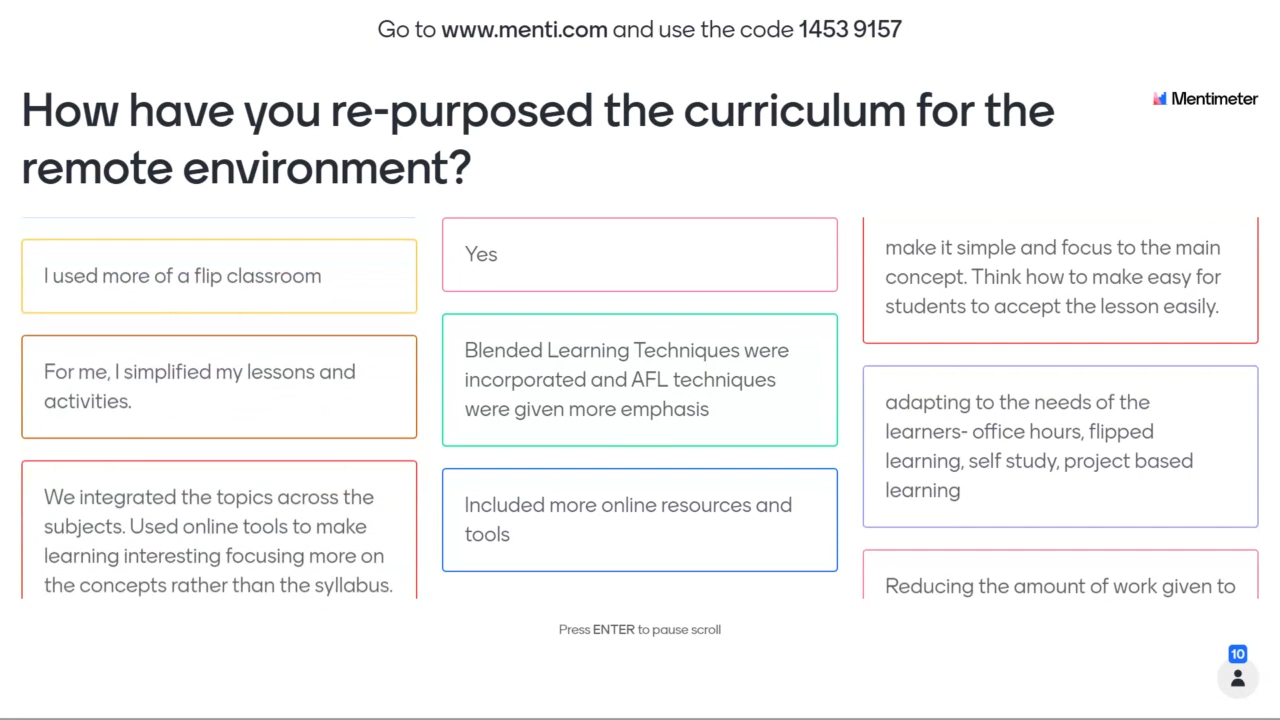 Go to www.menti.com and use the code 1453 9157
How have you re-purposed the curriculum for the
remote environment?
Mentimeter
I used more of a flip classroom
For me, I simplified my lessons and
activities.
We integrated the topics across the
subjects. Used online tools to make
learning interesting focusing more on
the concepts rather than the syllabus.
Yes
Blended Learning Techniques were
incorporated and AFL techniques
were given more emphasis
Included more online resources and
tools
make it simple and focus to the main
concept. Think how to make easy for
students to accept the lesson easily.
adapting to the needs of the
learners- office hours, flipped
learning, self study, project based
learning
Reducing the amount of work given to
Press ENTER to pause scroll
10